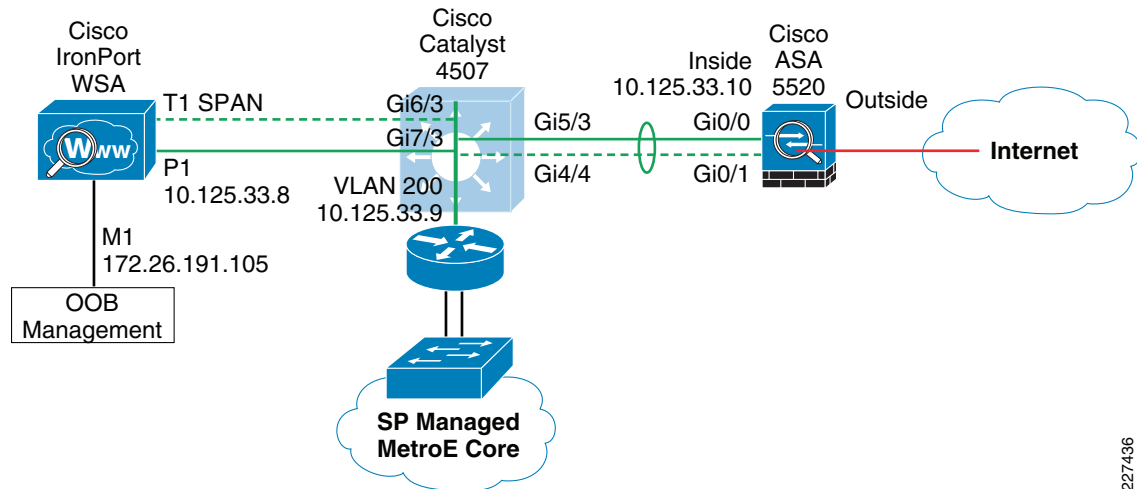 Cisco
IronPort
WSA
T1 SPAN
Www
P1
10.125.33.8
M1
172.26.191.105
OOB
Management
Cisco
Catalyst
4507
Gi6/3
Gi7/3
VLAN 200
10.125.33.9
Gi5/3
Gi4/4
Inside
10.125.33.10
Gi0/0
Gi0/1
Cisco
ASA
5520
Outside
Internet
SP Managed
MetroE Core
227436